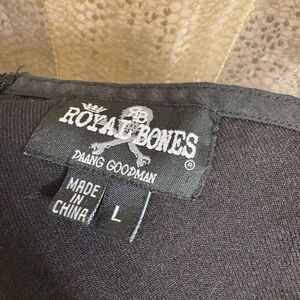 ROYAL BONES
DAANG GOODMAN
®
MADE
IN
CHINA
L